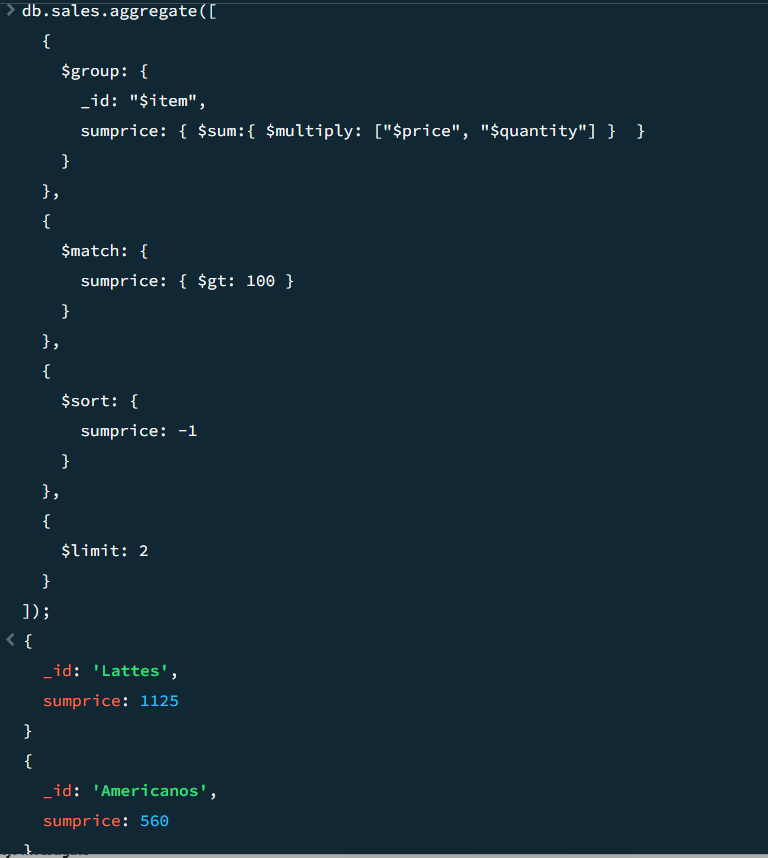 > db.sales.aggregate([
{
$group: {
_id: "$item",
sumprice: { $sum:{ $multiply: ["$price", "$quantity"] }  }
}
},
{
$match: {
sumprice: { $gt: 100 }
}
},
{
$sort: {
sumprice: -1
}
},
{
$limit: 2
}
]);
< {
_id: 'Lattes',
sumprice: 1125
}
{
_id: 'Americanos',
sumprice: 560
}